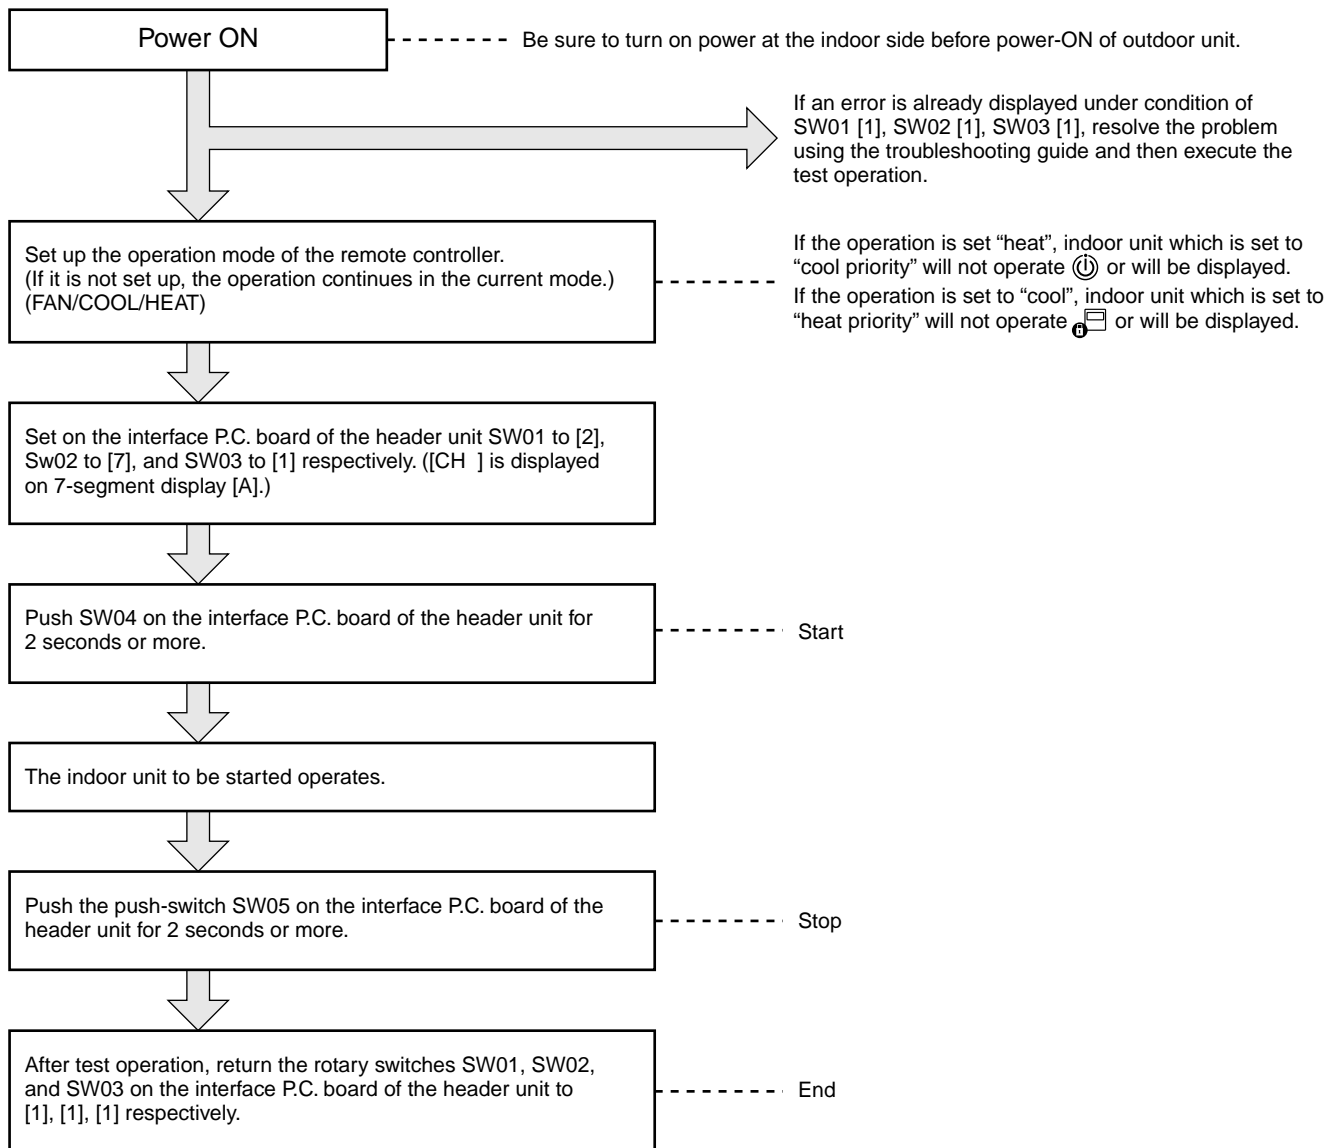 Power ON
Be sure to turn on power at the indoor side before power-ON of outdoor unit.
If an error is already displayed under condition of
SW01 [1], SW02 [1], SW03 [1], resolve the problem
using the troubleshooting guide and then execute the
test operation.
Set up the operation mode of the remote controller.
(If it is not set up, the operation continues in the current mode.)
(FAN/COOL/HEAT)
If the operation is set “heat”, indoor unit which is set to
“cool priority” will not operate or will be displayed.
If the operation is set to “cool”, indoor unit which is set to
“heat priority” will not operate or will be displayed.
Set on the interface P.C. board of the header unit SW01 to [2],
Sw02 to [7], and SW03 to [1] respectively. ([CH  ] is displayed
on 7-segment display [A].)
Push SW04 on the interface P.C. board of the header unit for
2 seconds or more.
Start
The indoor unit to be started operates.
Push the push-switch SW05 on the interface P.C. board of the
header unit for 2 seconds or more.
Stop
After test operation, return the rotary switches SW01, SW02,
and SW03 on the interface P.C. board of the header unit to
[1], [1], [1] respectively.
End